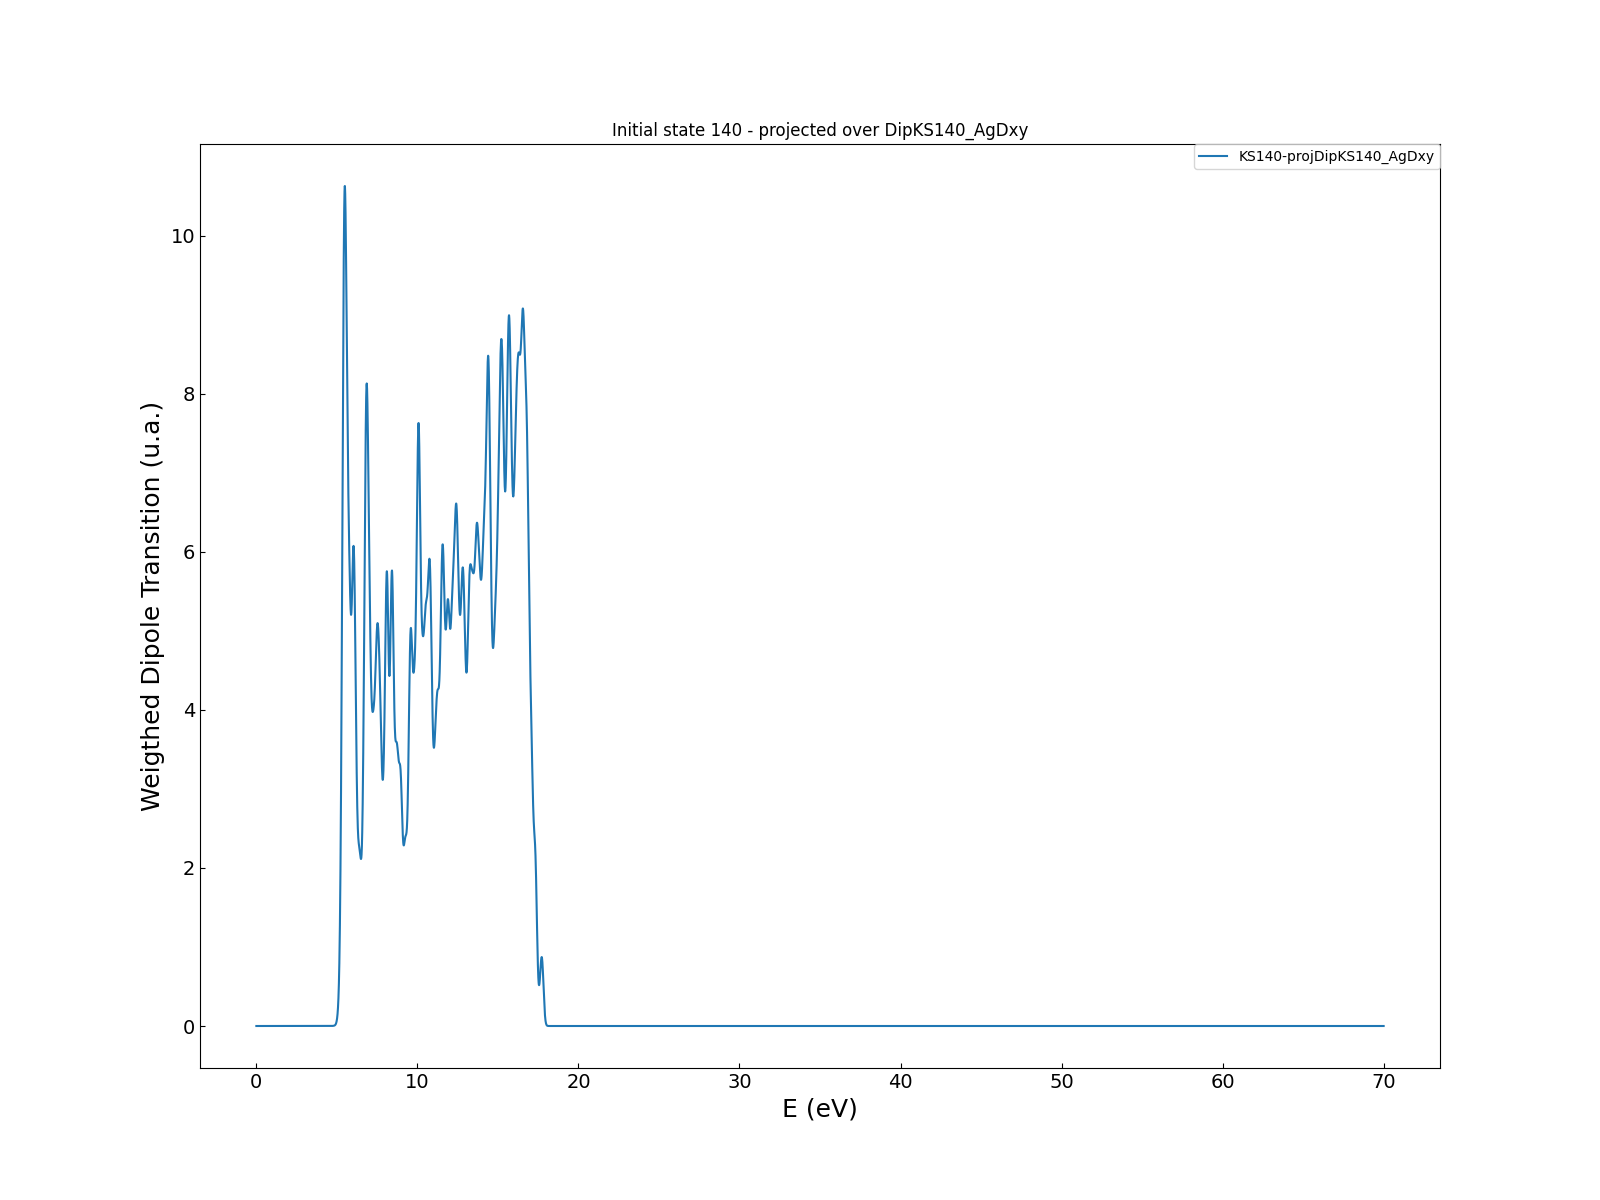 Initial state 140 - projected over DipKS140_AgDxy
KS140-projDipKS140_AgDxy
10
8
6
4
2
0
Weigthed Dipole Transition (u.a.)
0 10 20 30 40 50 60 70
E (eV)